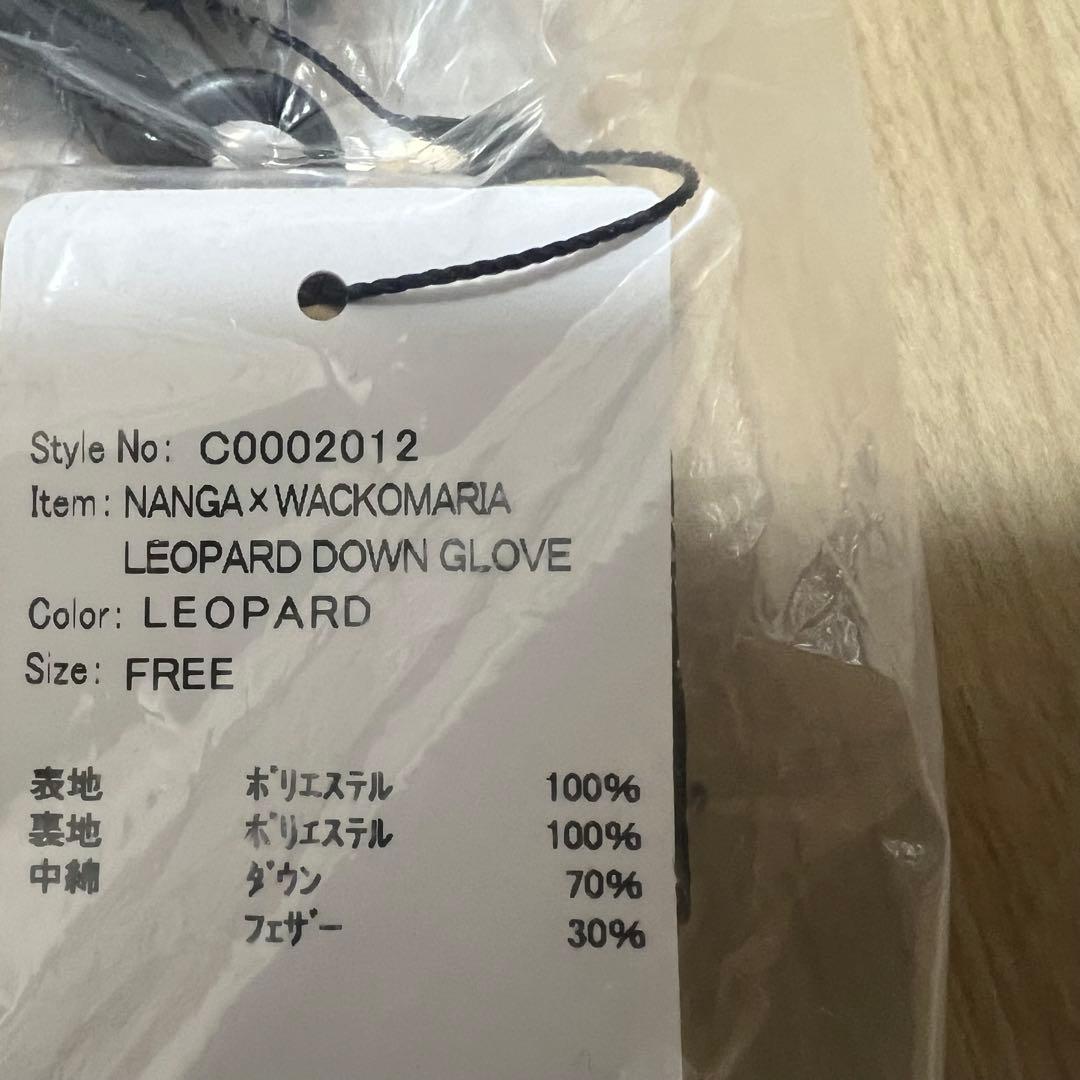 Style No: C0002012
Item: NANGA×WACKOMARIA
LEOPARD DOWN GLOVE
Color: LEOPARD
Size: FREE
表地 ﾎﾟﾘｴｽﾃﾙ 100%
裏地 ﾎﾟﾘｴｽﾃﾙ 100%
中綿 ﾀﾞｳﾝ 70%
ﾌｪｻﾞｰ 30%